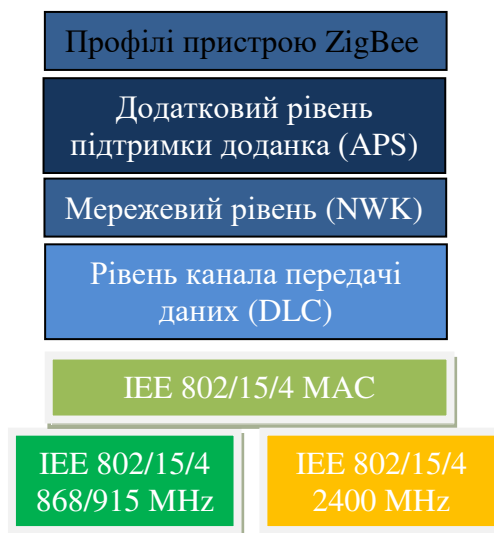 Профілі пристрою ZigBee
Додатковий рівень
підтримки доданка (APS)
Мережевий рівень (NWK)
Рівень канала передачі
даних (DLC)
IEE 802/15/4 MAC
IEE 802/15/4
868/915 MHz
IEE 802/15/4
2400 MHz